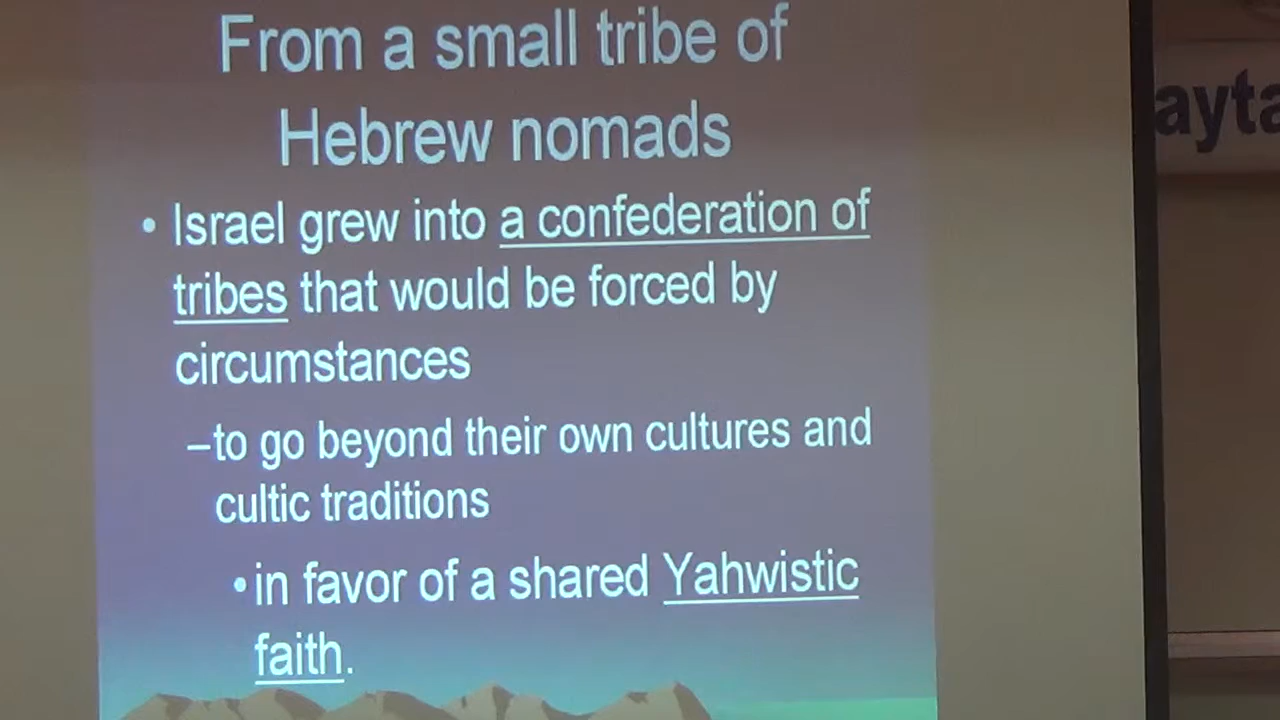 From a small tribe of
Hebrew nomads
• Israel grew into a confederation of
tribes that would be forced by
circumstances
–to go beyond their own cultures and
cultic traditions
•in favor of a shared Yahwistic
faith.
ayta